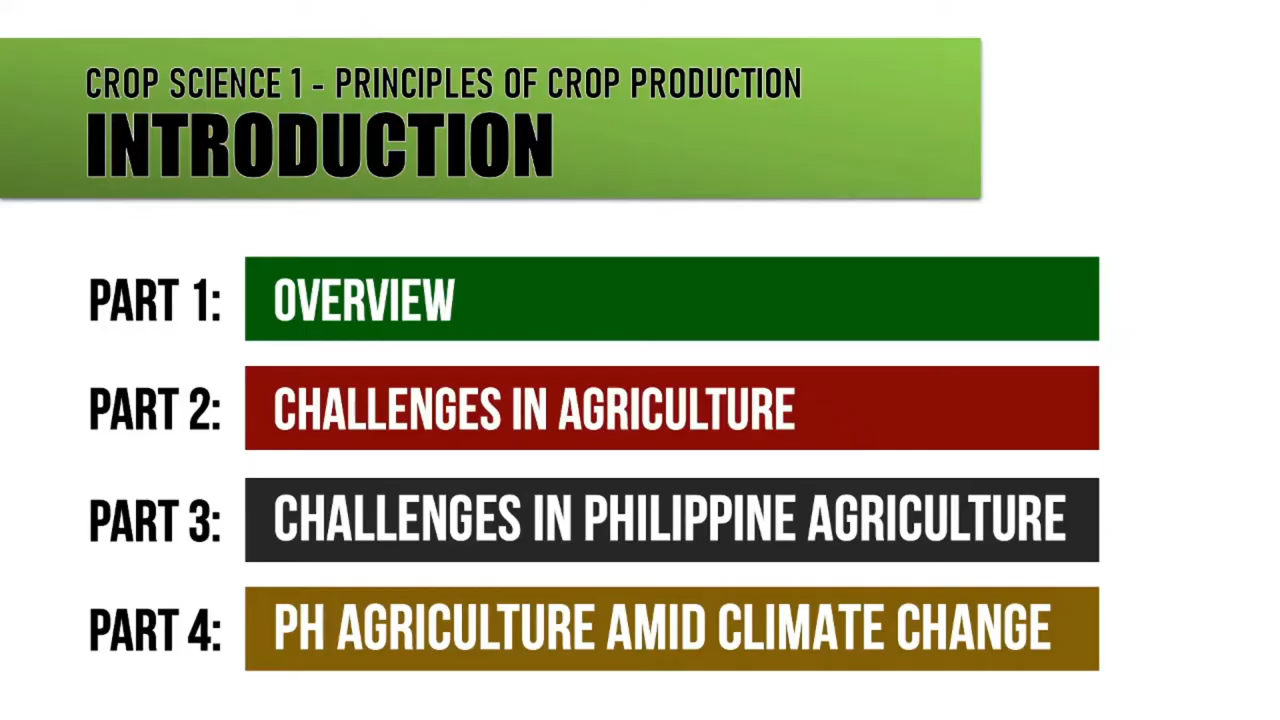 CROP SCIENCE 1 - PRINCIPLES OF CROP PRODUCTION
INTRODUCTION
PART 1: OVERVIEW
PART 2: CHALLENGES IN AGRICULTURE
PART 3: CHALLENGES IN PHILIPPINE AGRICULTURE
PART 4: PH AGRICULTURE AMID CLIMATE CHANGE